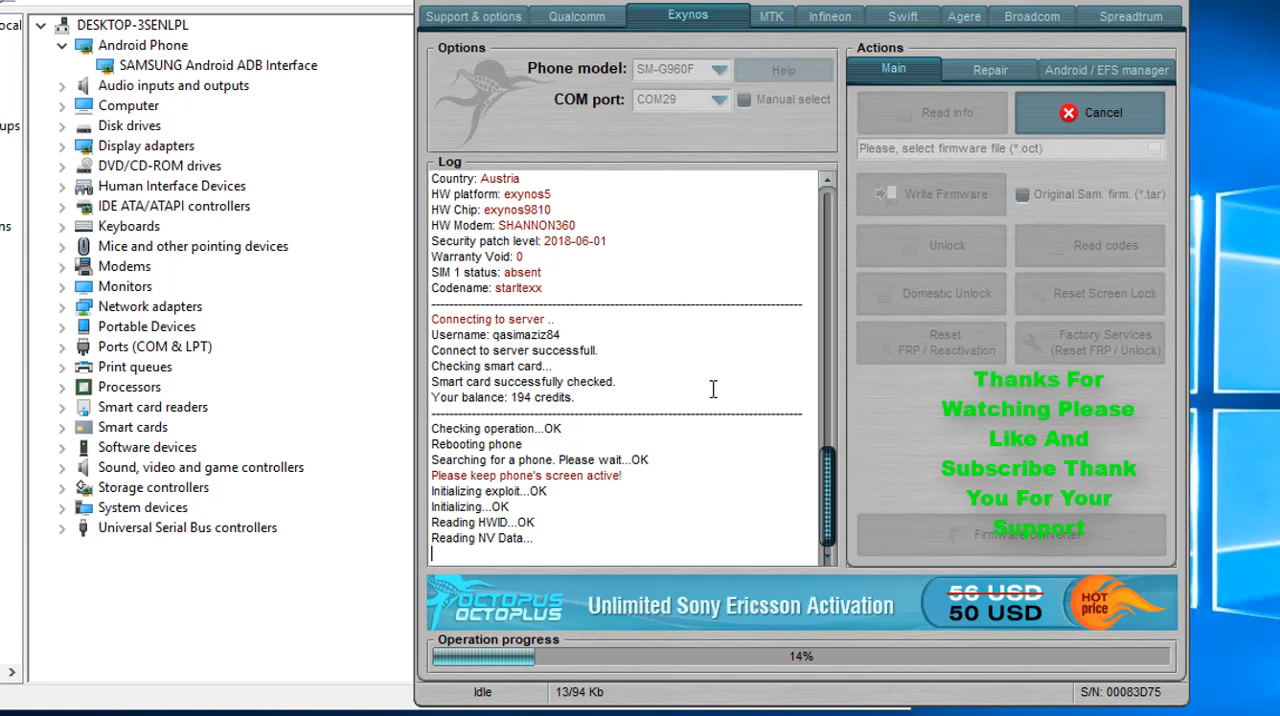 DESKTOP-3SENLPL
Android Phone
SAMSUNG Android ADB Interface
Audio inputs and outputs
Computer
Disk drives
Display adapters
DVD/CD-ROM drives
Human Interface Devices
IDE ATA/ATAPI controllers
Keyboards
Mice and other pointing devices
Modems
Monitors
Network adapters
Portable Devices
Ports (COM & LPT)
Print queues
Processors
Smart card readers
Smart cards
Software devices
Sound, video and game controllers
Storage controllers
System devices
Universal Serial Bus controllers
Support & options
Qualcomm
Exynos
MTK
Infineon
Swift
Agere
Broadcom
Spreadtrum
Options
Phone model: SM-G960F
Help
COM port: COM29
Manual select
Log
Country: Austria
HW platform: exynos5
HW Chip: exynos9810
HW Modem: SHANNON360
Security patch level: 2018-06-01
Warranty Void: 0
SIM 1 status: absent
Codename: starltexx
Connecting to server ..
Username: qasimaziz84
Connect to server successfull.
Checking smart card...
Smart card successfully checked.
Your balance: 194 credits.
Checking operation...OK
Rebooting phone
Searching for a phone. Please wait...OK
Please keep phone's screen active!
Initializing exploit...OK
Initializing...OK
Reading HWID...OK
Reading NV Data...
Actions
Main
Repair
Android / EFS manager
Read info
Cancel
Please, select firmware file (*.oct)
Write Firmware
Original Sam. firm. (*.tar)
Unlock
Read codes
Domestic Unlock
Reset Screen Lock
Reset
FRP / Reactivation
Factory Services
(Reset FRP / Unlock)
Thanks For
Watching Please
Like And
Subscribe Thank
You For Your
Support
Firmware converter
OCTOPUS
OCTOPLUS
Unlimited Sony Ericsson Activation
56 USD
50 USD
HOT
price
Operation progress
14%
Idle
13/94 Kb
S/N: 00083D75